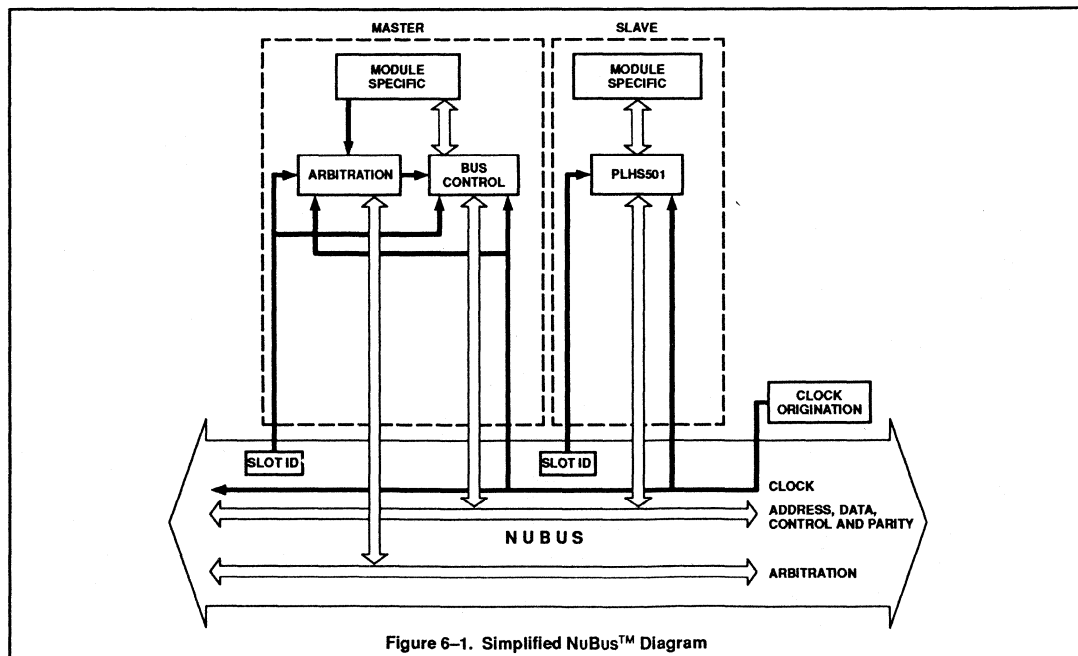 MASTER
SLAVE
MODULE
SPECIFIC
MODULE
SPECIFIC
ARBITRATION
BUS
CONTROL
PLHS501
CLOCK
ORIGINATION
SLOT ID
SLOT ID
CLOCK
ADDRESS, DATA,
CONTROL AND PARITY
NUBUS
ARBITRATION
Figure 6–1. Simplified NuBus™ Diagram